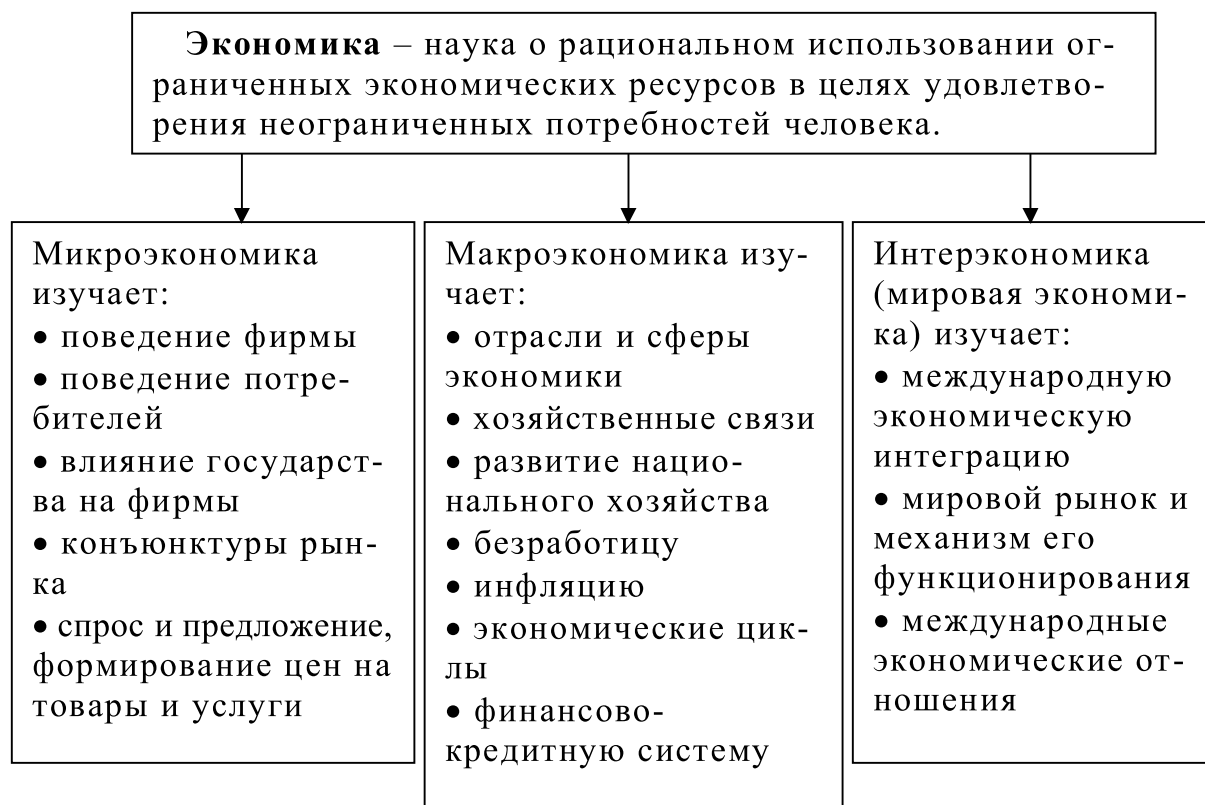 Экономика – наука о рациональном использовании ог-
раниченных экономических ресурсов в целях удовлетво-
рения неограниченных потребностей человека.
Микроэкономика
изучает:
• поведение фирмы
• поведение потре-
бителей
• влияние государст-
ва на фирмы
• конъюнктуры рын-
ка
• спрос и предложение,
формирование цен на
товары и услуги
Макроэкономика изу-
чает:
• отрасли и сферы
экономики
• хозяйственные связи
• развитие нацио-
нального хозяйства
• безработицу
• инфляцию
• экономические цик-
лы
• финансово-
кредитную систему
Интерэкономика
(мировая экономи-
ка) изучает:
• международную
экономическую
интеграцию
• мировой рынок и
механизм его
функционирования
• международные
экономические от-
ношения